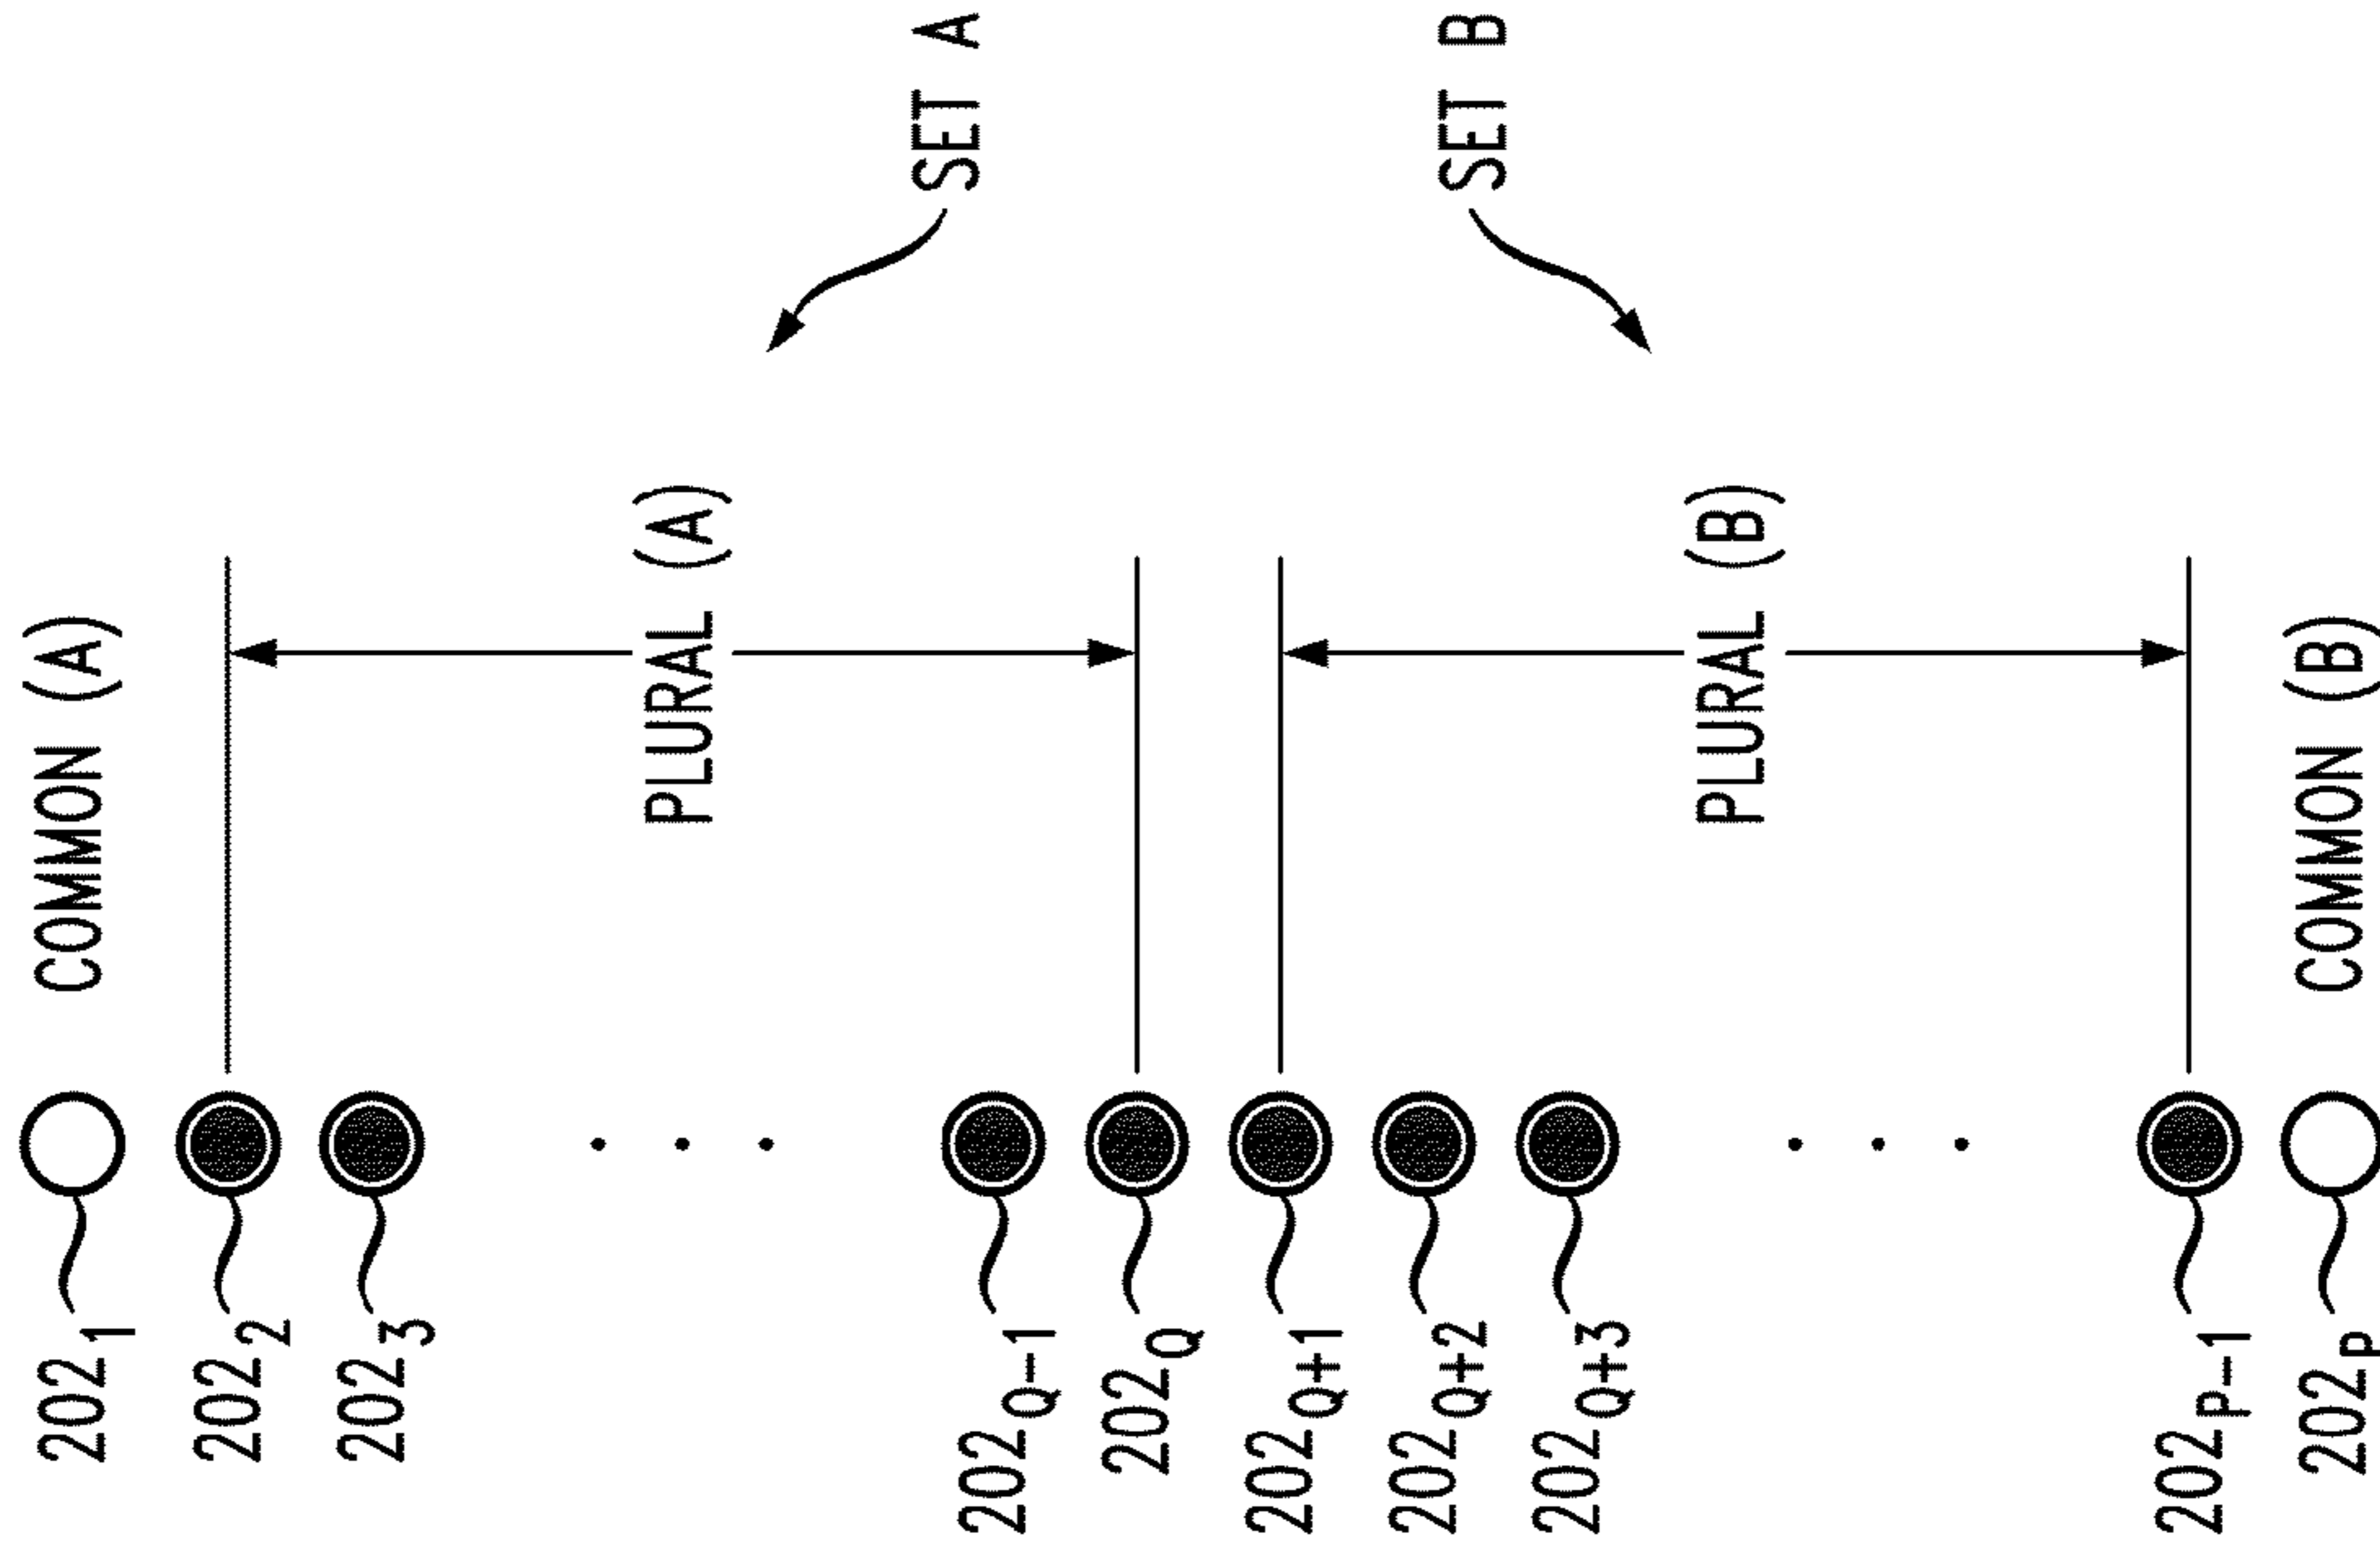 202₁ COMMON (A)
202₂
202₃
PLURAL (A)
SET A
202Q-1
202Q
202Q+1
202Q+2
202Q+3
PLURAL (B)
SET B
202P-1
202P COMMON (B)